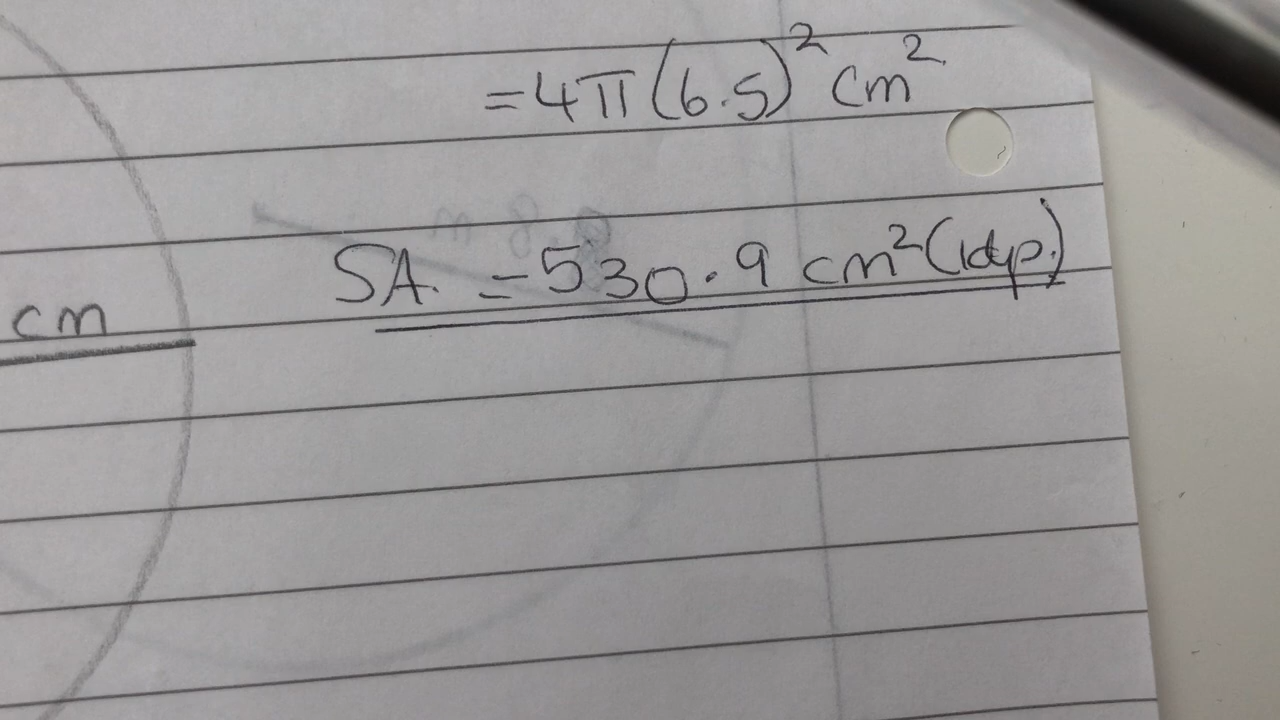 =4π(6.5)² cm²
SA. =530.9 cm²(1dp.)
cm